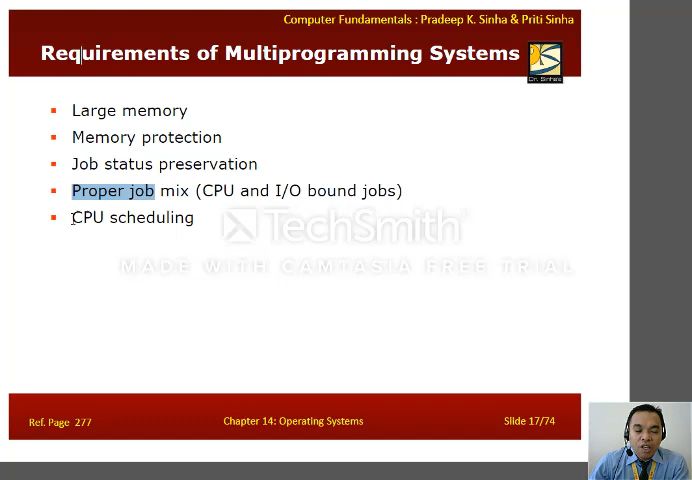 Computer Fundamentals : Pradeep K. Sinha & Priti Sinha
Requirements of Multiprogramming Systems
Dr. Sinha's
Large memory
Memory protection
Job status preservation
Proper job mix (CPU and I/O bound jobs)
CPU scheduling
TechSmith®
MADE WITH CAMTASIA FREE TRIAL
Ref. Page 277
Chapter 14: Operating Systems
Slide 17/74